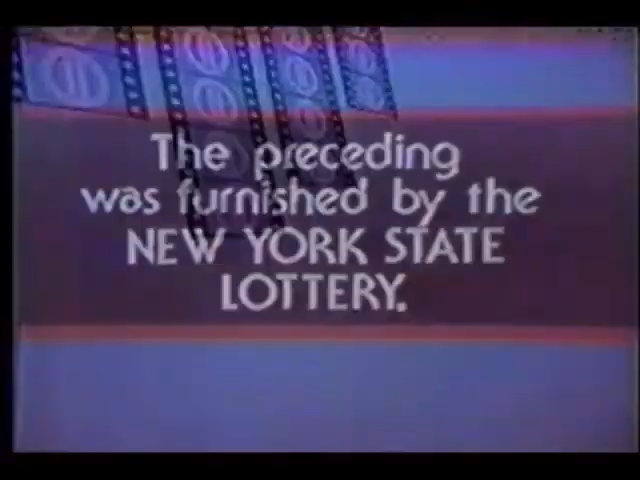 The preceding
was furnished by the
NEW YORK STATE
LOTTERY.